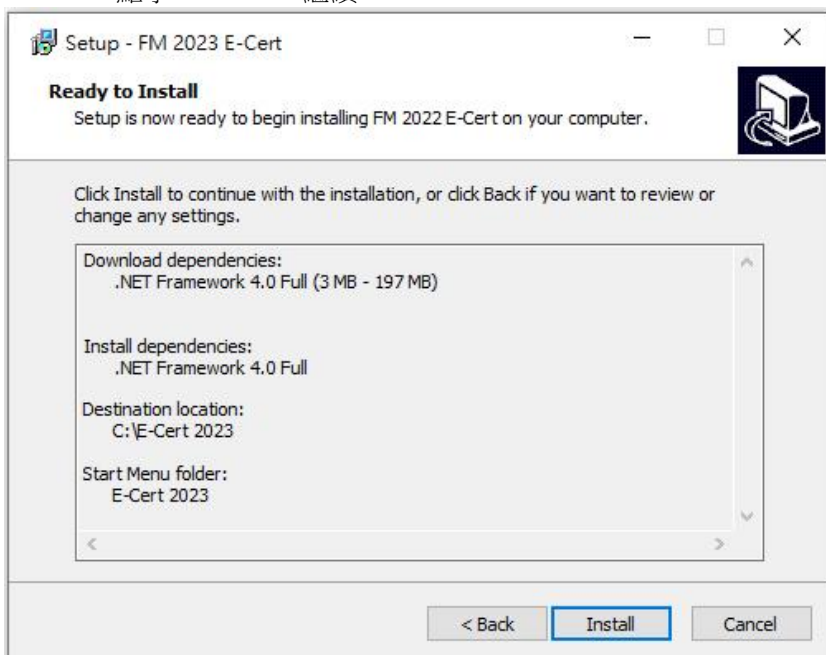 Setup - FM 2023 E-Cert
Ready to Install
Setup is now ready to begin installing FM 2022 E-Cert on your computer.
Click Install to continue with the installation, or click Back if you want to review or
change any settings.
Download dependencies:
.NET Framework 4.0 Full (3 MB - 197 MB)
Install dependencies:
.NET Framework 4.0 Full
Destination location:
C:\E-Cert 2023
Start Menu folder:
E-Cert 2023
< Back
Install
Cancel